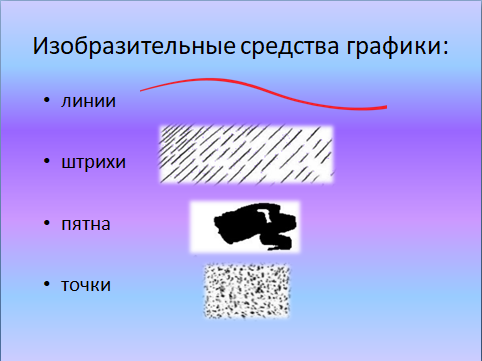 Изобразительные средства графики:
• линии
• штрихи
• пятна
• точки